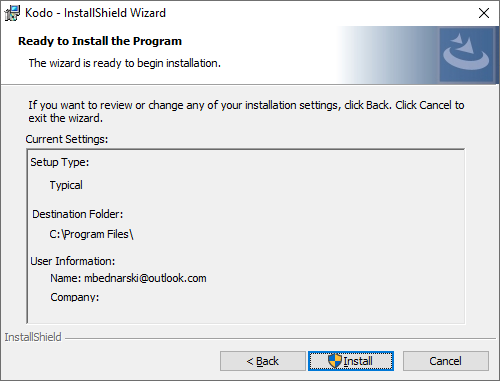 Kodo - InstallShield Wizard
Ready to Install the Program
The wizard is ready to begin installation.
If you want to review or change any of your installation settings, click Back. Click Cancel to
exit the wizard.
Current Settings:
Setup Type:
Typical
Destination Folder:
C:\Program Files\
User Information:
Name: mbednarski@outlook.com
Company:
InstallShield
< Back
Install
Cancel